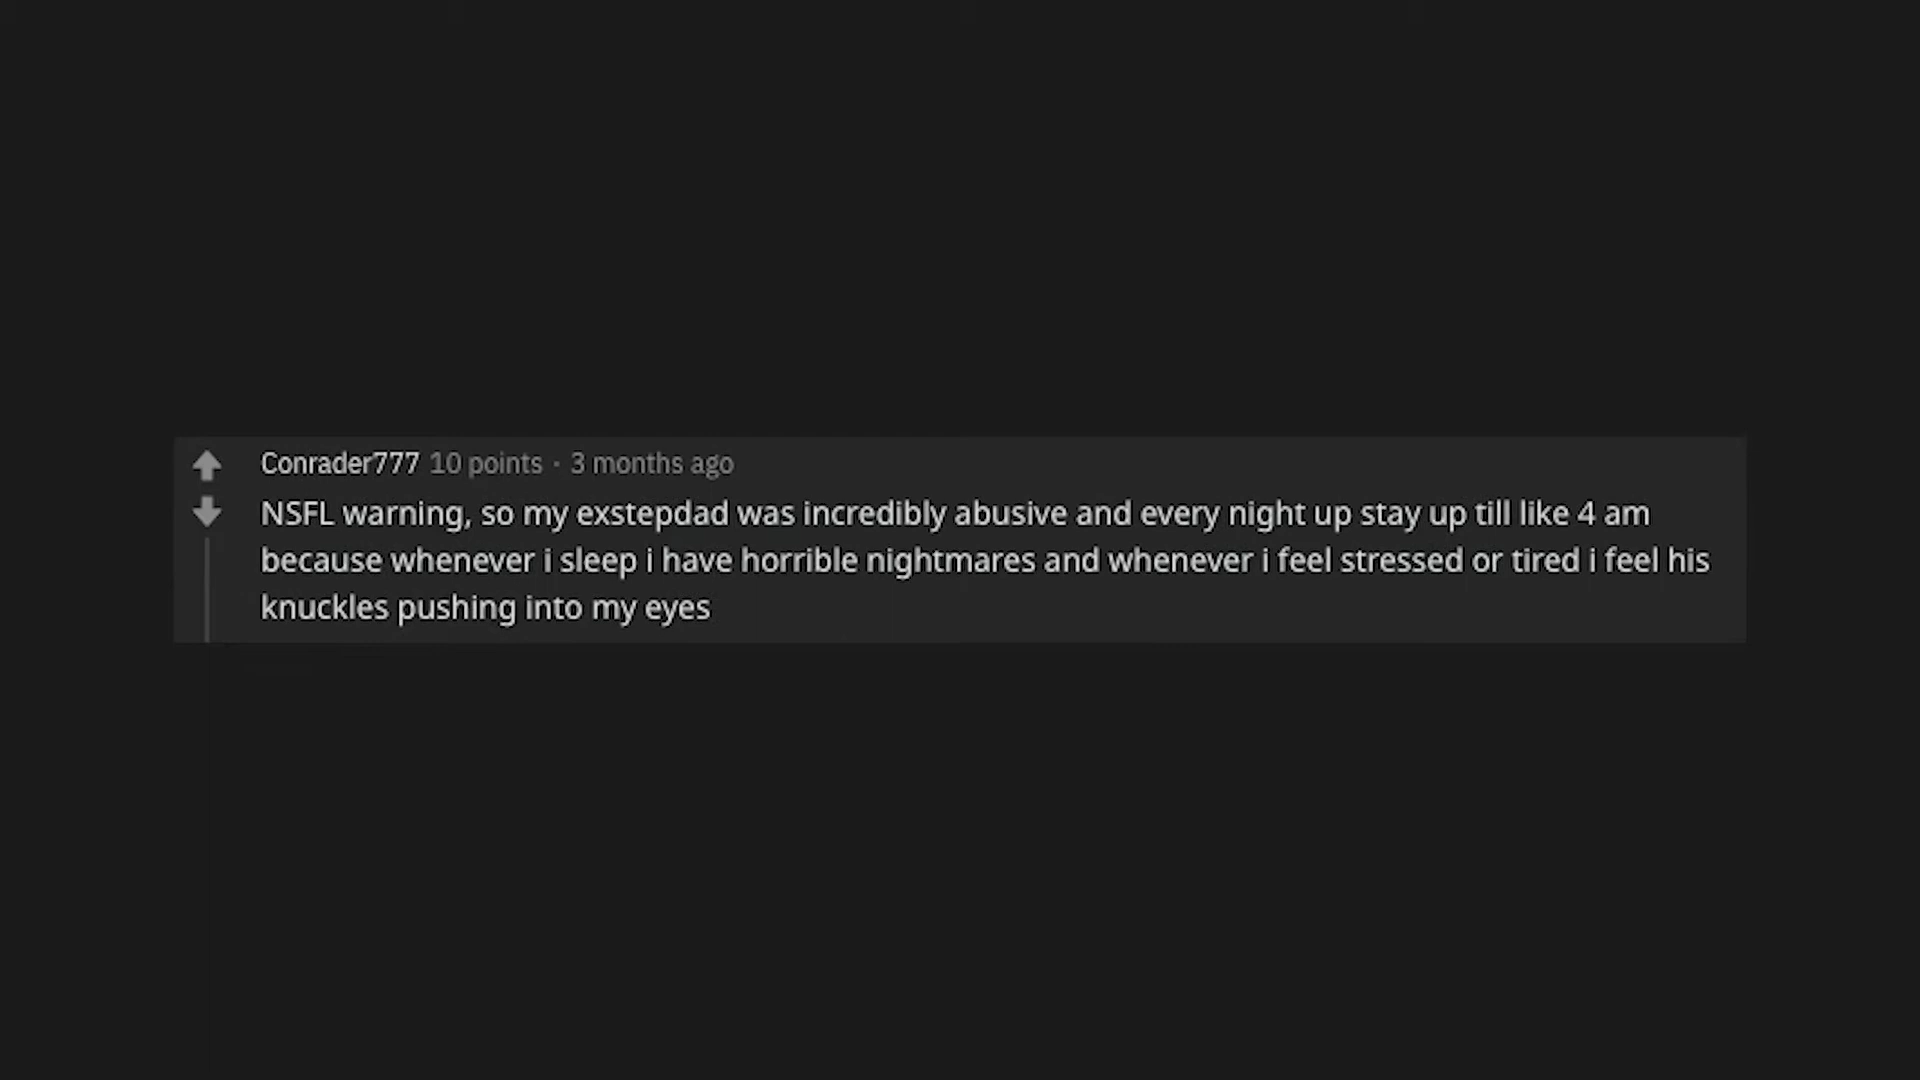 Conrader777 10 points · 3 months ago
NSFL warning, so my exstepdad was incredibly abusive and every night up stay up till like 4 am
because whenever i sleep i have horrible nightmares and whenever i feel stressed or tired i feel his
knuckles pushing into my eyes